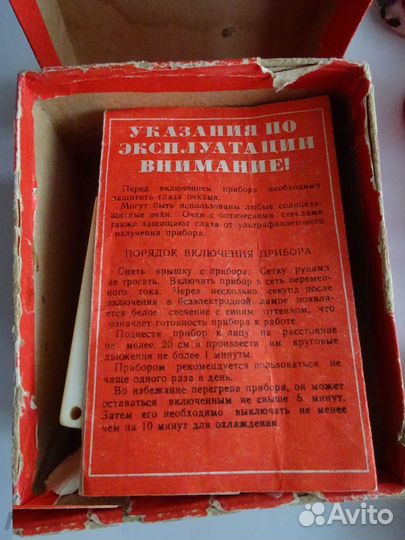 УКАЗАНИЯ ПО
ЭКСПЛУАТАЦИИ
ВНИМАНИЕ!
Перед включением прибора необходимо
защитить глаза очками.
Могут быть использованы любые солнцеза-
щитные очки. Очки с оптическими стеклами
также защищают глаза от ультрафиолетового
излучения прибора.
ПОРЯДОК ВКЛЮЧЕНИЯ ПРИБОРА
Снять крышку с прибора. Сетку руками
не трогать. Включить прибор в сеть перемен-
ного тока. Через несколько секунд после
включения в безэлектродной лампе появляе-
тся белое свечение с синим оттенком, что
означает готовность прибора к работе.
Поднести прибор к лицу на расстояние
не менее 20 см и произвести им круговые
движения не более 1 минуты.
Прибором рекомендуется пользоваться не
чаще одного раза в день.
Во избежание перегрева прибора, он может
оставаться включенным не свыше 5 минут.
Затем его необходимо выключать не менее
чем на 10 минут для охлаждения.
Avito